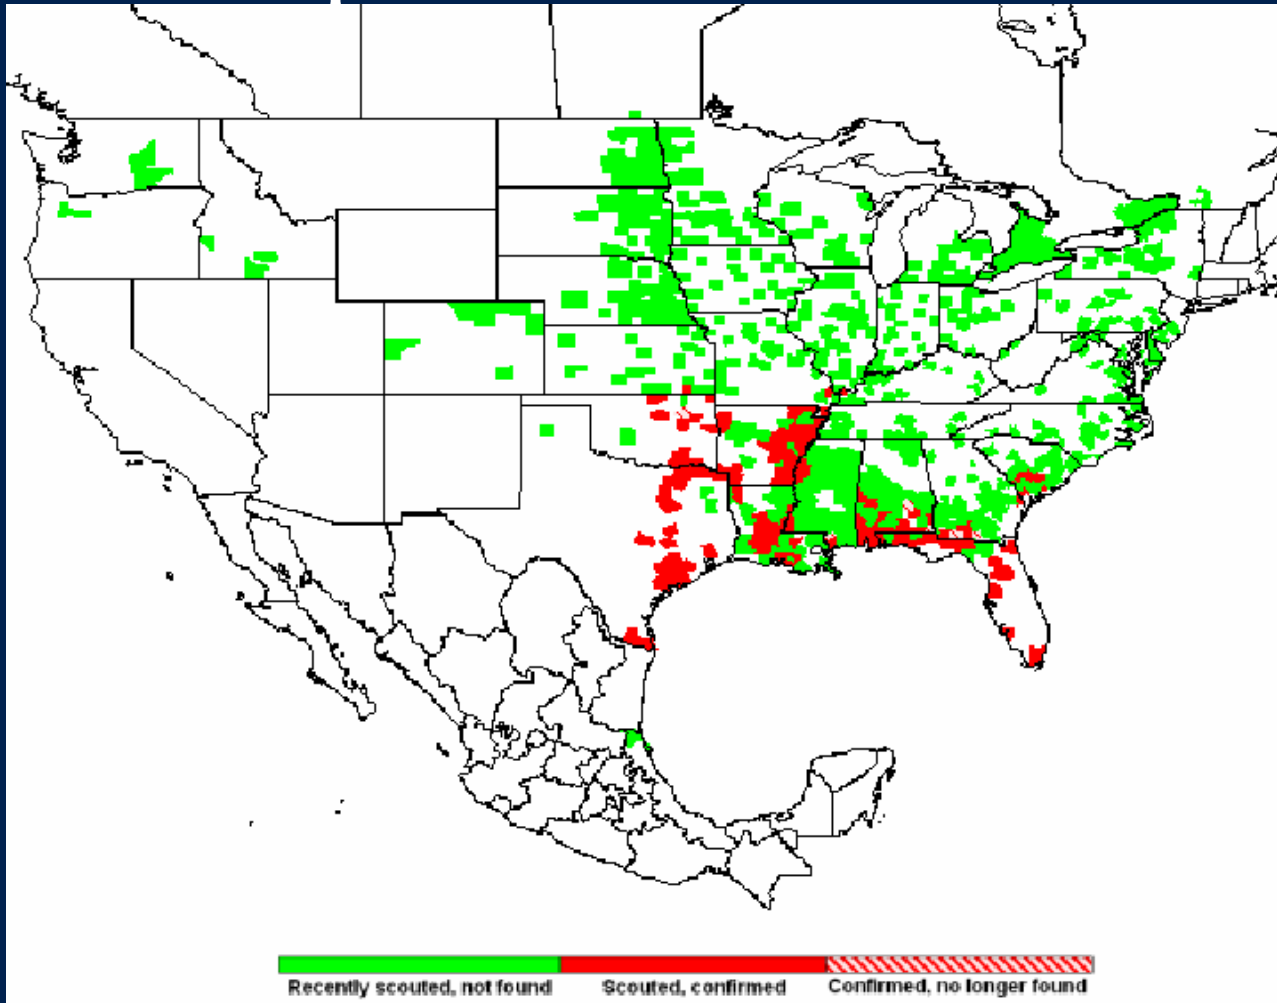 Recently scouted, not found
Scouted, confirmed
Confirmed, no longer found